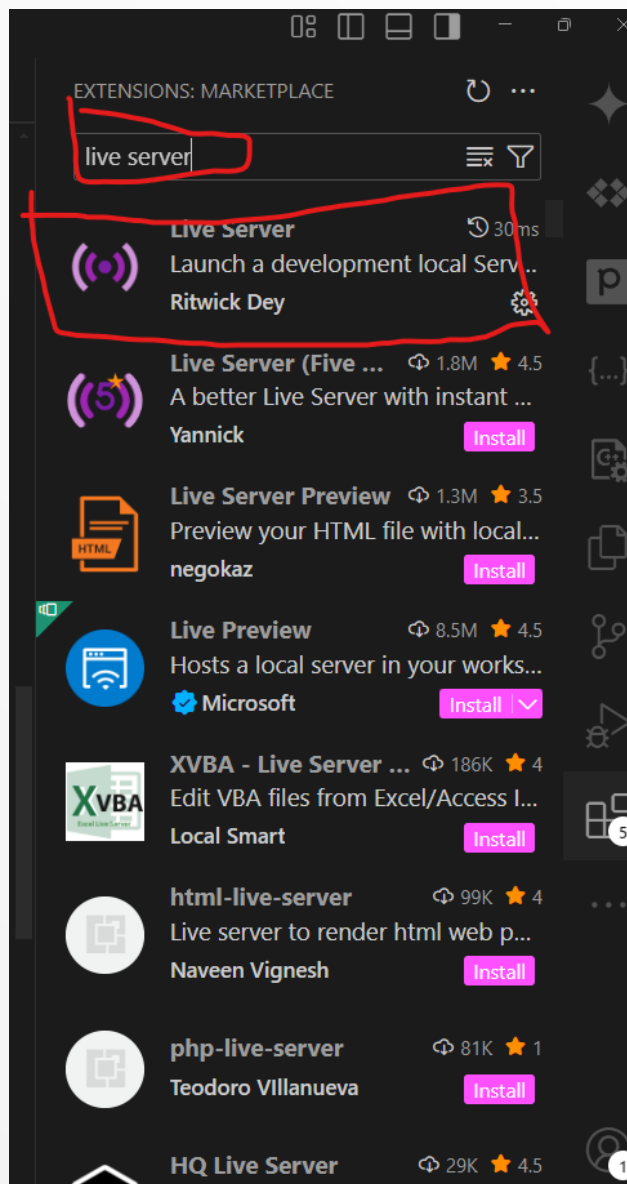 EXTENSIONS: MARKETPLACE
live server
Live Server 30ms
Launch a development local Serv...
Ritwick Dey
Live Server (Five ... 1.8M 4.5
5
A better Live Server with instant ...
Yannick Install
Live Server Preview 1.3M 3.5
Preview your HTML file with local...
HTML
negokaz Install
Live Preview 8.5M 4.5
Hosts a local server in your works...
Microsoft Install
XVBA - Live Server ... 186K 4
XVBA Edit VBA files from Excel/Access I...
Excel Live Server
Local Smart Install
5
html-live-server 99K 4
Live server to render html web p...
Naveen Vignesh Install
php-live-server 81K 1
Teodoro VIllanueva Install
HQ Live Server 29K 4.5
1